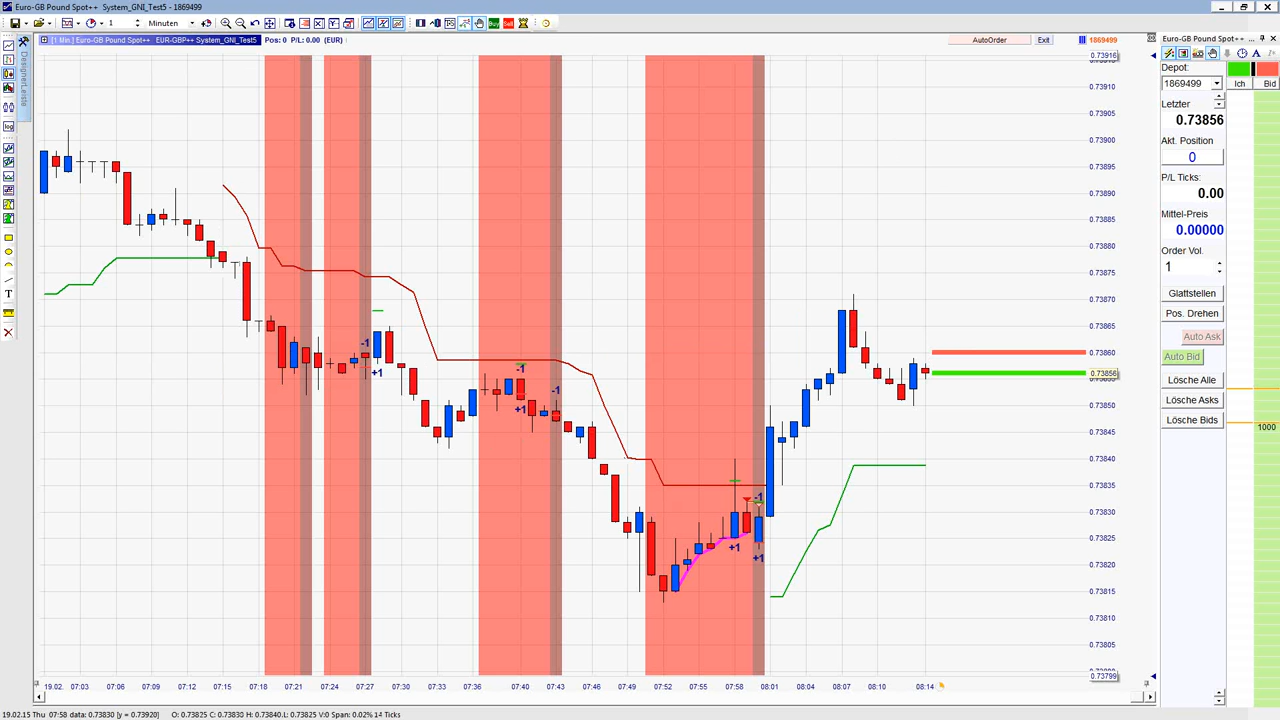 Euro-GB Pound Spot++ System_GNI_Test5 - 1869499
1 Minuten
[1 Min.] Euro-GB Pound Spot++ EUR-GBP++ System_GNI_Test5 Pos: 0 P/L: 0.00 (EUR)
AutoOrder Exit 1869499
DesignerLeiste
0.73916
0.73910
0.73905
0.73900
0.73895
0.73890
0.73885
0.73880
0.73875
0.73870
0.73865
0.73860
0.73856
0.73850
0.73845
0.73840
0.73835
0.73830
0.73825
0.73820
0.73815
0.73810
0.73805
0.73799
-1
+1
-1
+1
-1
+1
-1
+1
19.02. 07:03 07:06 07:09 07:12 07:15 07:18 07:21 07:24 07:27 07:30 07:33 07:37 07:40 07:43 07:46 07:49 07:52 07:55 07:58 08:01 08:04 08:07 08:10 08:14
Euro-GB Pound Spot++ ...
Depot:
1869499
Ich Bid
Letzter
0.73856
Akt. Position
0
P/L Ticks:
0.00
Mittel-Preis
0.00000
Order Vol.
1
Glattstellen
Pos. Drehen
Auto Ask
Auto Bid
Lösche Alle
Lösche Asks
Lösche Bids
1000
19.02.15 Thu 07:58 data: 0.73830 [y = 0.73920] O: 0.73825 C: 0.73830 H: 0.73840 L: 0.73825 V:0 Span: 0.02% 14 Ticks